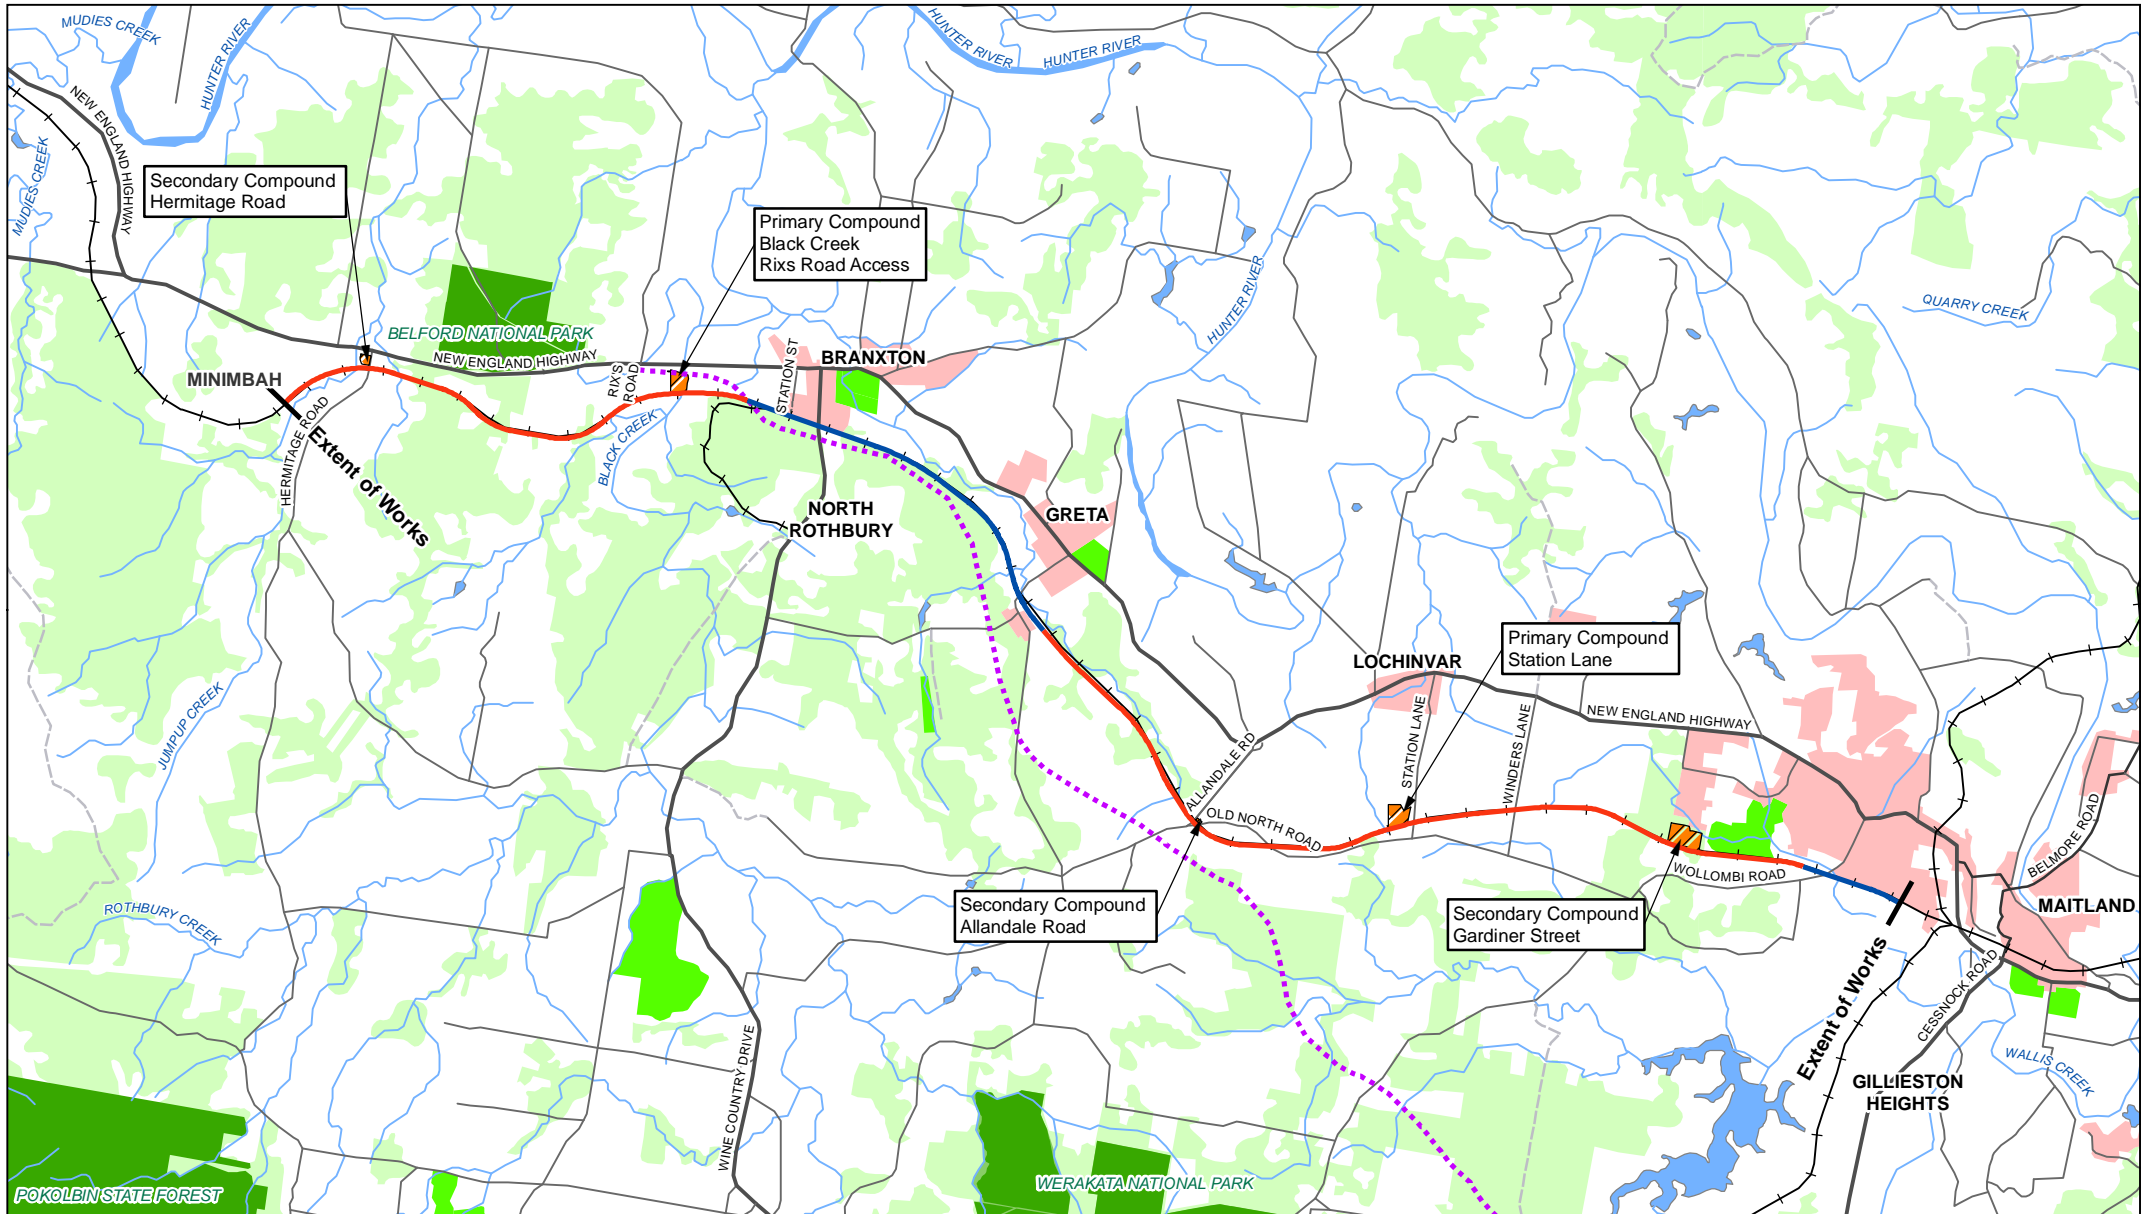 MUDIES CREEK
HUNTER RIVER
HUNTER RIVER
HUNTER RIVER
NEW ENGLAND HIGHWAY
MUDIES CREEK
Secondary Compound
Hermitage Road
Primary Compound
Black Creek
Rixs Road Access
HUNTER RIVER
QUARRY CREEK
BELFORD NATIONAL PARK
NEW ENGLAND HIGHWAY
STATION ST
BRANXTON
MINIMBAH
RIX'S
ROAD
HERMITAGE ROAD
Extent of Works
BLACK CREEK
NORTH
ROTHBURY
GRETA
Primary Compound
Station Lane
LOCHINVAR
JUMPUP CREEK
STATION LANE
WINDERS LANE
NEW ENGLAND HIGHWAY
ALLANDALE RD
OLD NORTH ROAD
BELMORE ROAD
WOLLOMBI ROAD
ROTHBURY CREEK
Secondary Compound
Allandale Road
Secondary Compound
Gardiner Street
MAITLAND
Extent of Works
CESSNOCK ROAD
WINE COUNTRY DRIVE
WALLIS CREEK
GILLIESTON
HEIGHTS
POKOLBIN STATE FOREST
WERAKATA NATIONAL PARK